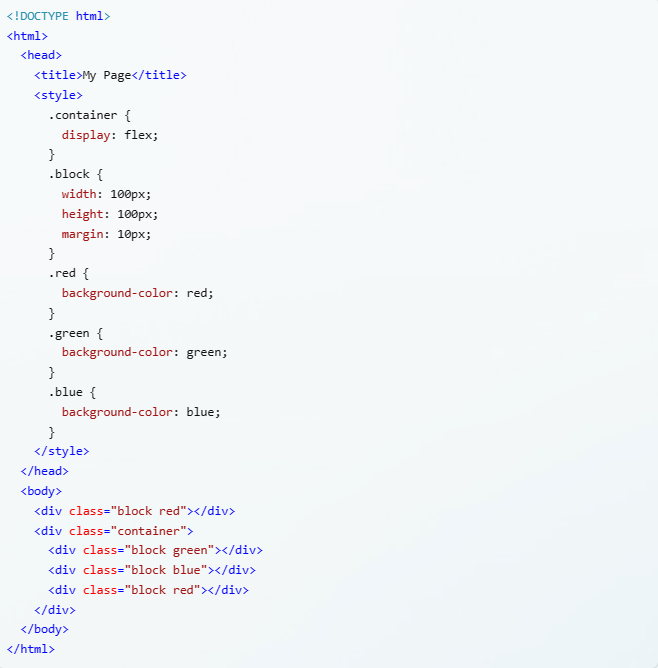 <!DOCTYPE html>
<html>
  <head>
    <title>My Page</title>
    <style>
      .container {
        display: flex;
      }
      .block {
        width: 100px;
        height: 100px;
        margin: 10px;
      }
      .red {
        background-color: red;
      }
      .green {
        background-color: green;
      }
      .blue {
        background-color: blue;
      }
    </style>
  </head>
  <body>
    <div class="block red"></div>
    <div class="container">
      <div class="block green"></div>
      <div class="block blue"></div>
      <div class="block red"></div>
    </div>
  </body>
</html>